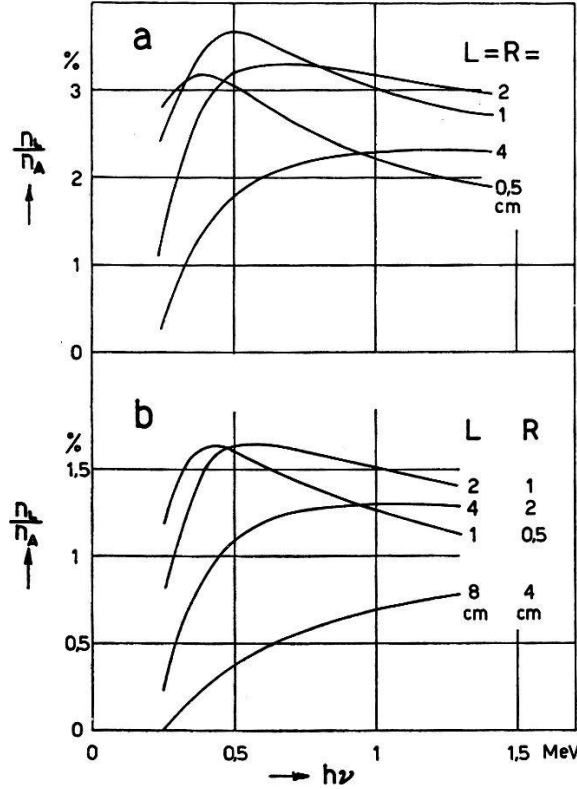 a
L=R=
%
3
2
1
0
n_L/n_A
2
1
4
0,5
cm
b
L R
%
1,5
1
0,5
0
n_L/n_A
2 1
4 2
1 0,5
8 4
cm cm
0 0,5 1 1,5 MeV
hν